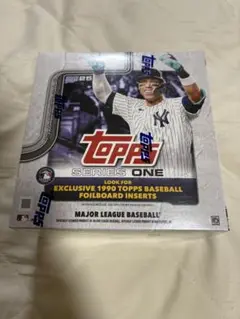 TOPPS
SERIES ONE
LOOK FOR
EXCLUSIVE 1990 TOPPS BASEBALL
FOILBOARD INSERTS
MAJOR LEAGUE BASEBALL